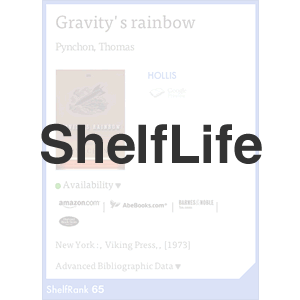 Gravity's rainbow
Pynchon, Thomas
HOLLIS
ShelfLife
Availability ♥
amazon.com | AbeBooks.com | BARNES & NOBLE |
New York :, Viking Press,, [1973]
Advanced Bibliographic Data ♥
ShelfRank 65